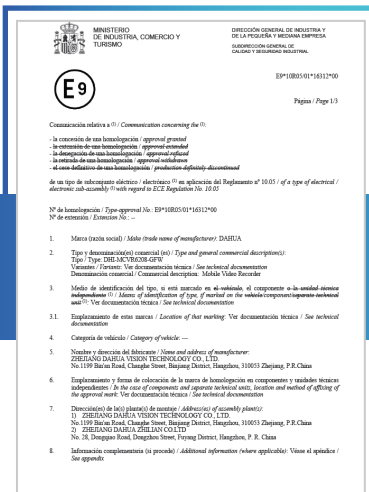 MINISTERIO
DE INDUSTRIA, COMERCIO Y
TURISMO
DIRECCIÓN GENERAL DE INDUSTRIA Y
DE LA PEQUEÑA Y MEDIANA EMPRESA
SUBDIRECCIÓN GENERAL DE
CALIDAD Y SEGURIDAD INDUSTRIAL
E9
E9*10R05/01*16312*00
Página / Page 1/3
Comunicación relativa a (1) / Communication concerning the (1):
- la concesión de una homologación / approval granted
- la extensión de una homologación / approval extended
- la denegación de una homologación / approval refused
- la retirada de una homologación / approval withdrawn
- el cese definitivo de una homologación / production definitely discontinued
de un tipo de subconjunto eléctrico / electrónico (1) en aplicación del Reglamento nº 10.05 / of a type of electrical /
electronic sub-assembly (1) with regard to ECE Regulation No. 10.05
Nº de homologación / Type-approval No.: E9*10R05/01*16312*00
Nº de extensión / Extension No.: --
1. Marca (razón social) / Make (trade name of manufacturer): DAHUA
2. Tipo y denominación(es) comercial (es) / Type and general commercial description(s):
Tipo / Type: DHI-MCVR6208-GFW
Variantes / Variants: Ver documentación técnica / See technical documentation
Denominación comercial / Commercial description: Mobile Video Recorder
3. Medio de identificación del tipo, si está marcado en el vehículo, el componente o la unidad técnica
independiente (1) / Means of identification of type, if marked on the vehicle/component/separate technical
unit (1): Ver documentación técnica / See technical documentation
3.1. Emplazamiento de estas marcas / Location of that marking: Ver documentación técnica / See technical
documentation
4. Categoría de vehículo / Category of vehicle: ---
5. Nombre y dirección del fabricante / Name and address of manufacturer:
ZHEJIANG DAHUA VISION TECHNOLOGY CO., LTD.
No.1199 Bin'an Road, Changhe Street, Binjiang District, Hangzhou, 310053 Zhejiang, P.R.China
6. Emplazamiento y forma de colocación de la marca de homologación en componentes y unidades técnicas
independientes / In the case of components and separate technical units, location and method of affixing of
the approval mark: Ver documentación técnica / See technical documentation
7. Dirección(es) de la(s) planta(s) de montaje / Address(es) of assembly plant(s):
1) ZHEJIANG DAHUA VISION TECHNOLOGY CO., LTD.
No.1199 Bin'an Road, Changhe Street, Binjiang District, Hangzhou, 310053 Zhejiang, P.R.China
2) ZHEJIANG DAHUA ZHILIAN CO.LTD
No. 28, Dongqiao Road, Dongzhou Street, Fuyang District, Hangzhou, P. R. China
8. Información complementaria (si procede) / Additional information (where applicable): Véase el apéndice /
See appendix